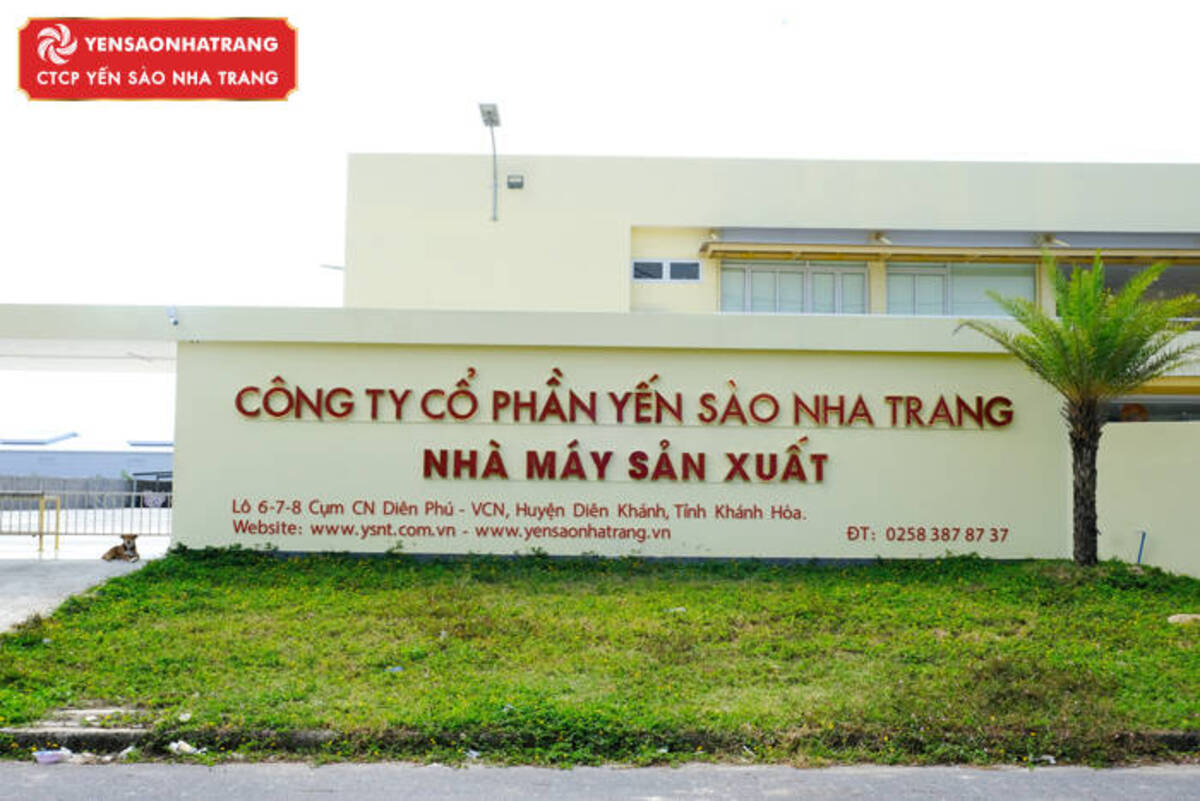 YENSAONHATRANG
CTCP YẾN SÀO NHA TRANG
CÔNG TY CỔ PHẦN YẾN SÀO NHA TRANG
NHÀ MÁY SẢN XUẤT
Lô 6-7-8 Cụm CN Diên Phú - VCN, Huyện Diên Khánh, Tỉnh Khánh Hòa.
Website: www.ysnt.com.vn - www.yensaonhatrang.vn
ĐT: 0258 387 87 37